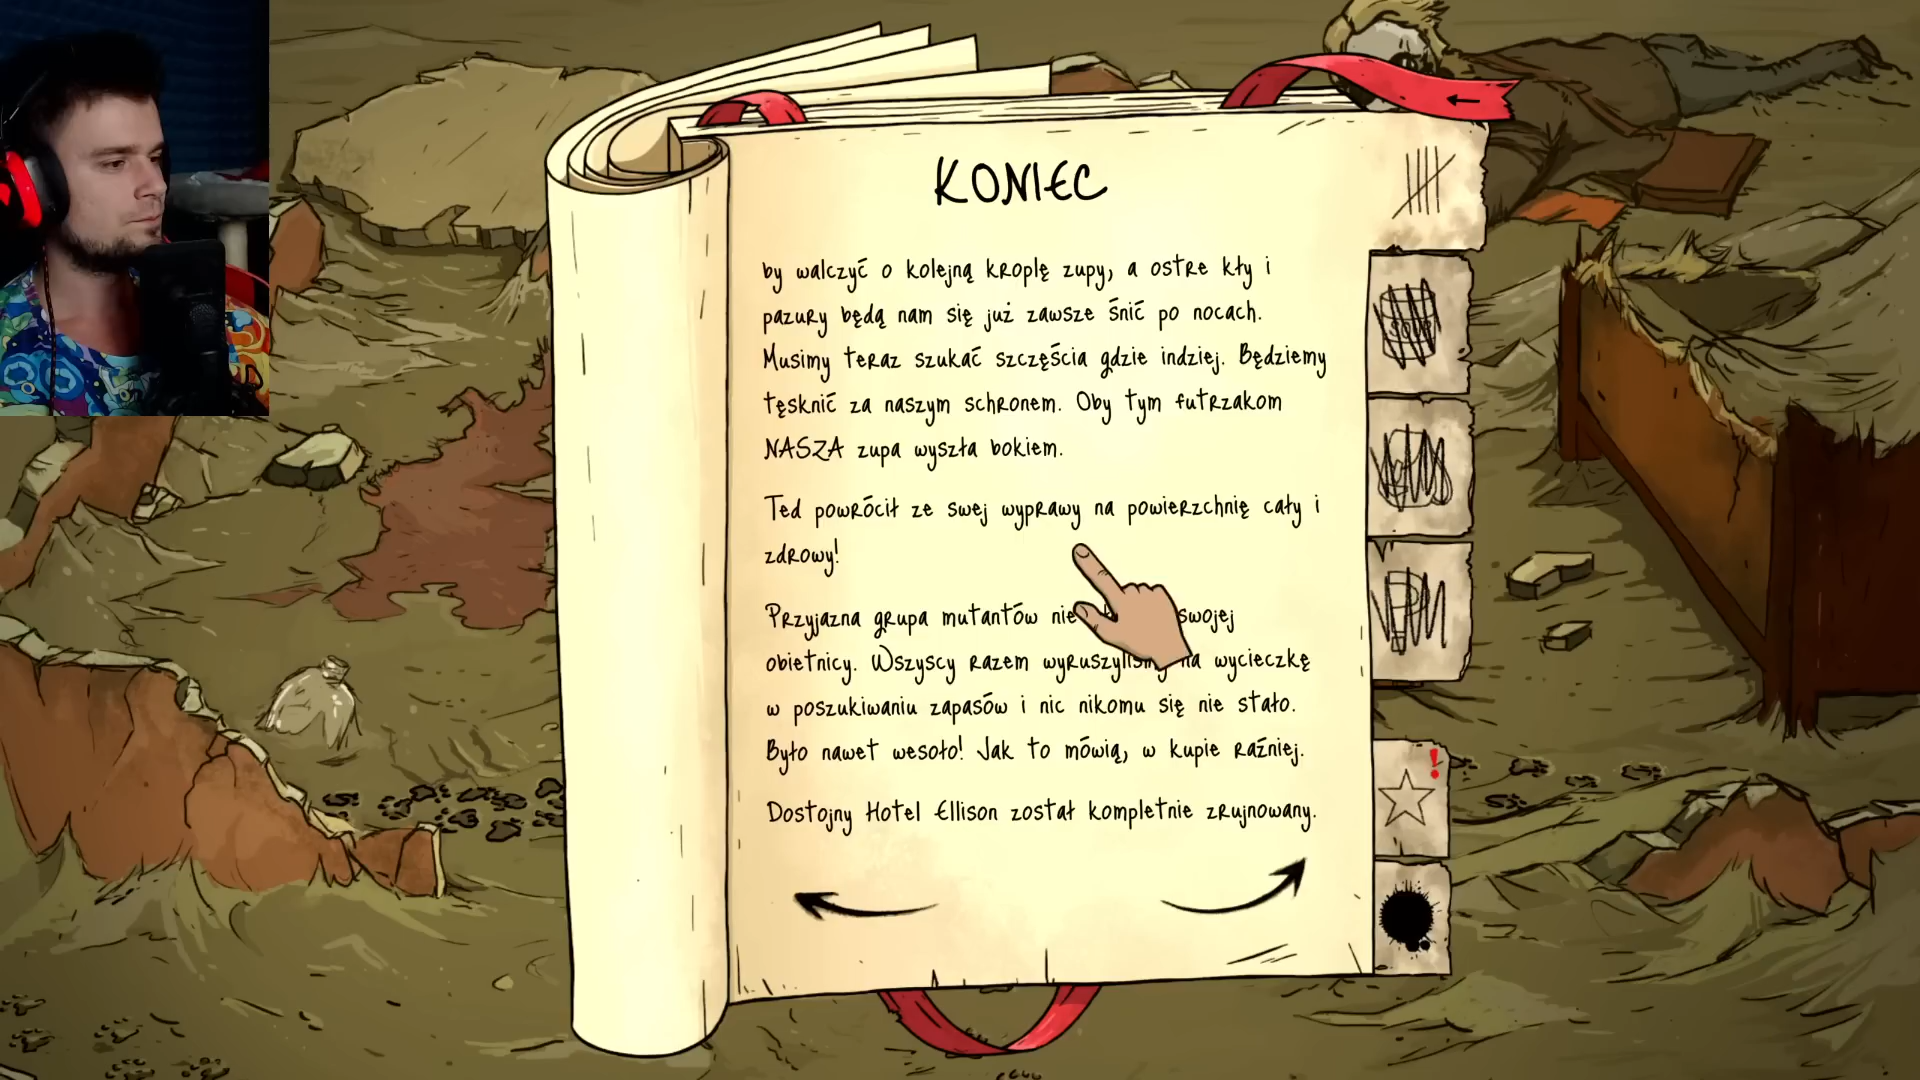 KONIEC
by walczyć o kolejną kroplę zupy, a ostre kły i
pazury będą nam się już zawsze śnić po nocach.
Musimy teraz szukać szczęścia gdzie indziej. Będziemy
tęsknić za naszym schronem. Oby tym futrzakom
NASZA zupa wyszła bokiem.
Ted powrócił ze swej wyprawy na powierzchnię cały i
zdrowy!
Przyjazna grupa mutantów swojej
obietnicy. Wszyscy razem wyruszyliśmy na wycieczkę
w poszukiwaniu zapasów i nic nikomu się nie stało.
Było nawet wesoło! Jak to mówią, w kupie raźniej.
Dostojny Hotel Ellison został kompletnie zrujnowany.
!